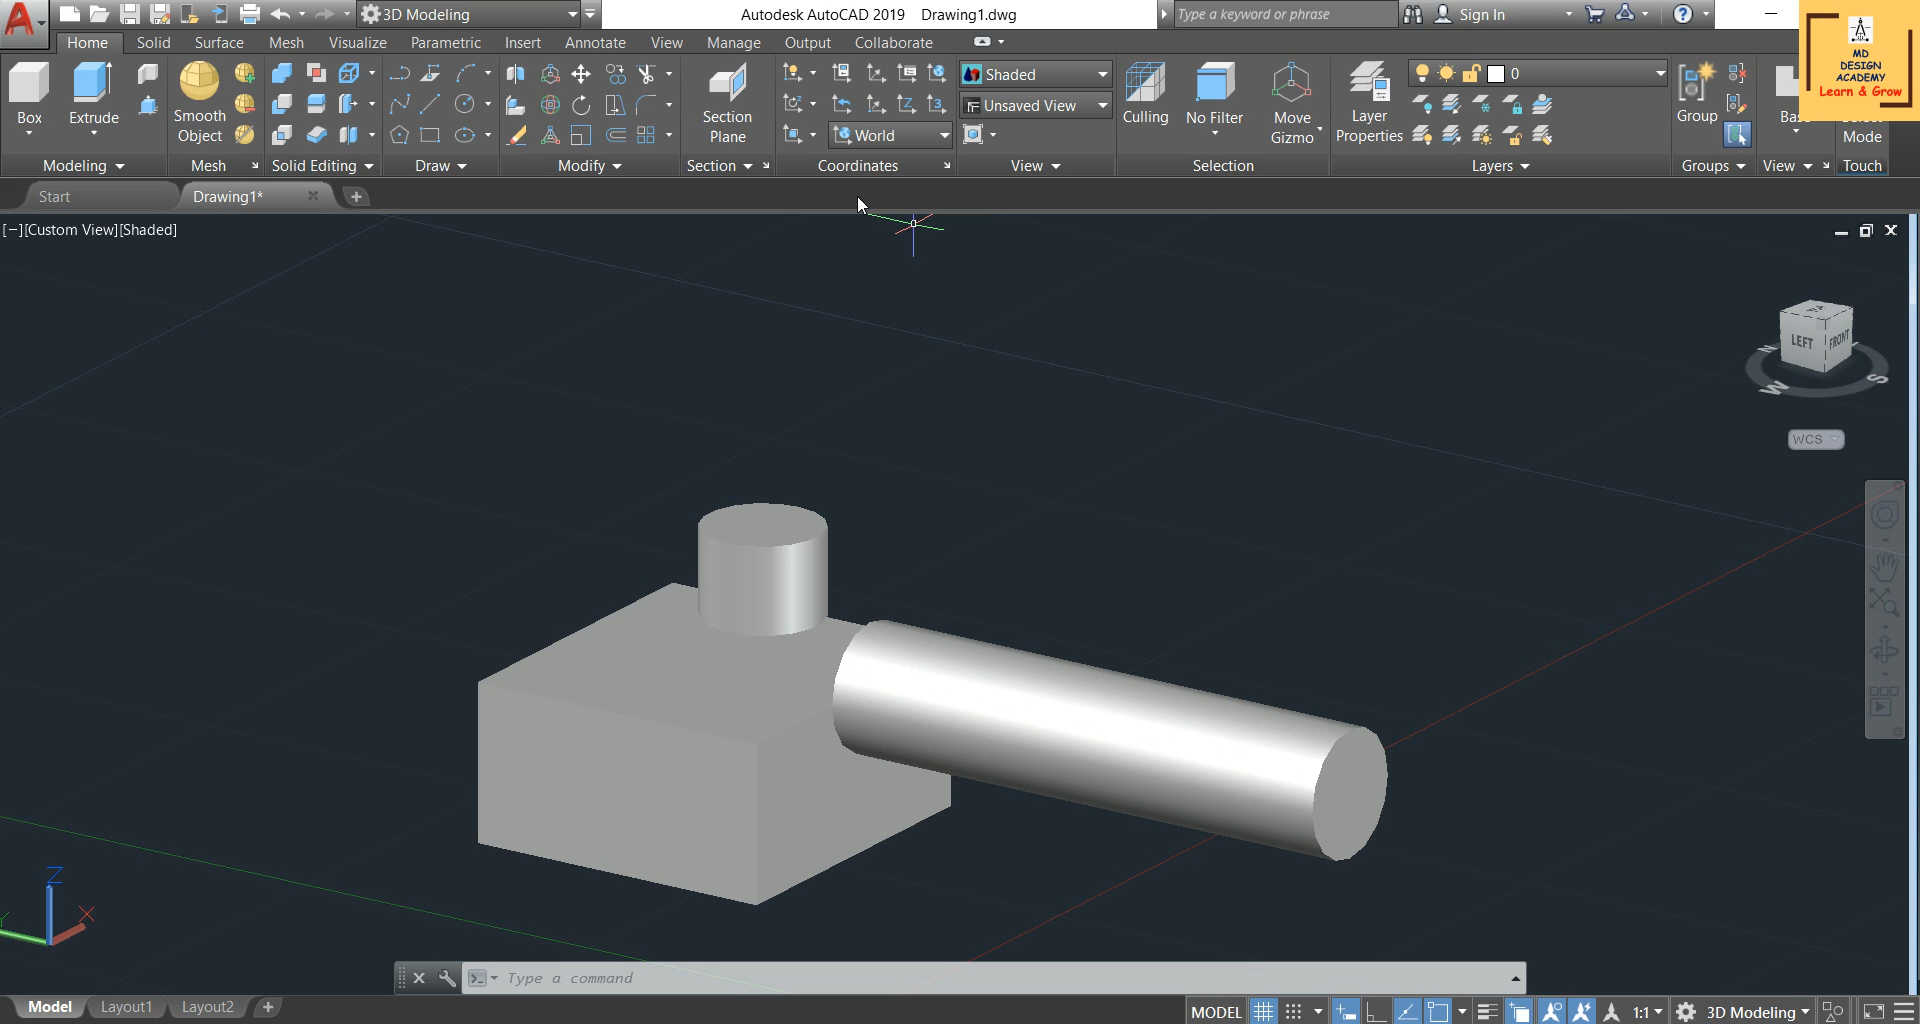 3D Modeling
Autodesk AutoCAD 2019 Drawing1.dwg
Type a keyword or phrase
Sign In
MD
DESIGN
ACADEMY
Learn & Grow
Home Solid Surface Mesh Visualize Parametric Insert Annotate View Manage Output Collaborate
Box
Extrude
Smooth
Object
Section
Plane
Shaded
Unsaved View
World
Culling
No Filter
Move
Gizmo
Layer
Properties
0
Group
Mode
Modeling Mesh Solid Editing Draw Modify Section Coordinates View Selection Layers Groups View Touch
Start Drawing1*
[−][Custom View][Shaded]
LEFT FRONT
N
W
S
WCS
Z
X
Type a command
Model Layout1 Layout2
MODEL 1:1 3D Modeling